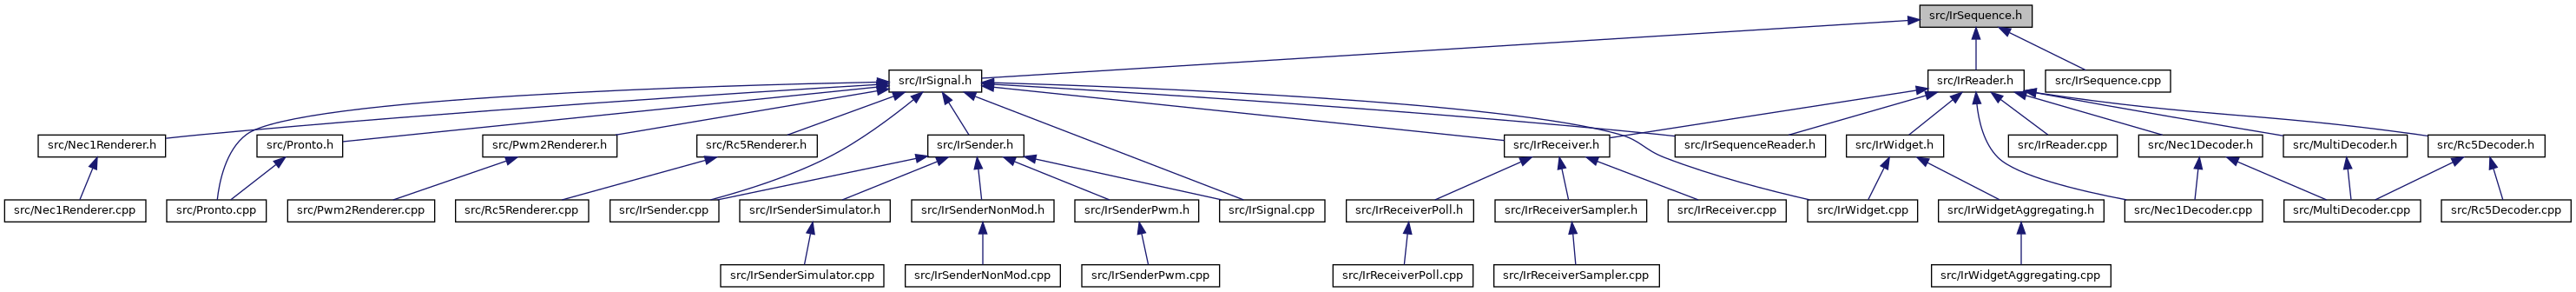 src/IrSequence.h
src/IrSignal.h
src/IrReader.h
src/IrSequence.cpp
src/Nec1Renderer.h
src/Pronto.h
src/Pwm2Renderer.h
src/Rc5Renderer.h
src/IrSender.h
src/IrReceiver.h
src/IrSequenceReader.h
src/IrWidget.h
src/IrReader.cpp
src/Nec1Decoder.h
src/MultiDecoder.h
src/Rc5Decoder.h
src/Nec1Renderer.cpp
src/Pronto.cpp
src/Pwm2Renderer.cpp
src/Rc5Renderer.cpp
src/IrSender.cpp
src/IrSenderSimulator.h
src/IrSenderNonMod.h
src/IrSenderPwm.h
src/IrSignal.cpp
src/IrReceiverPoll.h
src/IrReceiverSampler.h
src/IrReceiver.cpp
src/IrWidget.cpp
src/IrWidgetAggregating.h
src/Nec1Decoder.cpp
src/MultiDecoder.cpp
src/Rc5Decoder.cpp
src/IrSenderSimulator.cpp
src/IrSenderNonMod.cpp
src/IrSenderPwm.cpp
src/IrReceiverPoll.cpp
src/IrReceiverSampler.cpp
src/IrWidgetAggregating.cpp